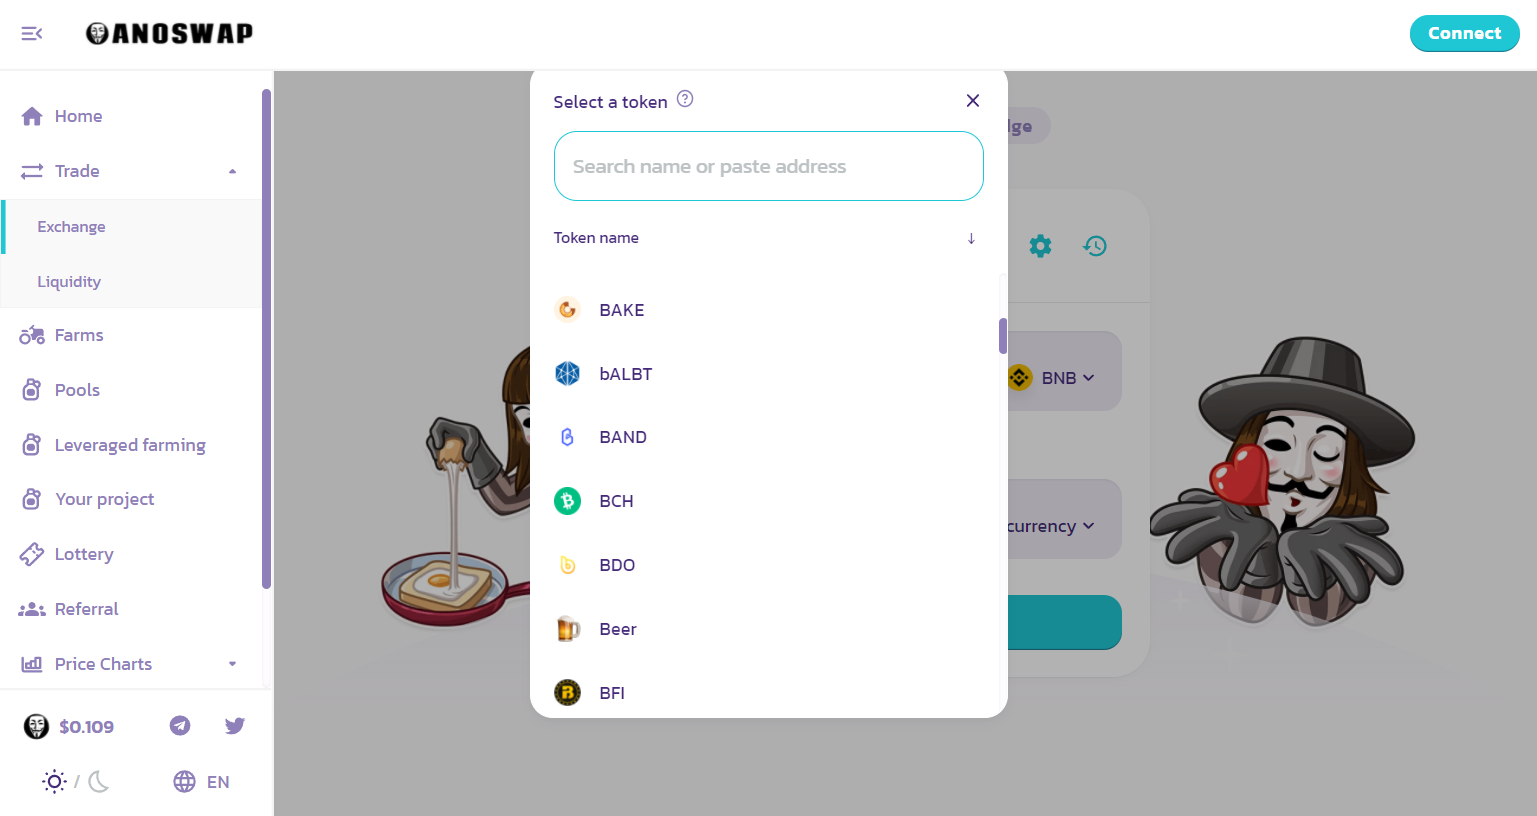 ANOSWAP
Connect
Home
Trade
Exchange
Liquidity
Farms
Pools
Leveraged farming
Your project
Lottery
Referral
Price Charts
$0.109
/
EN
Select a token ?
Search name or paste address
Token name ↓
BAKE
bALBT
BAND
BCH
BDO
Beer
BFI
BNB
currency